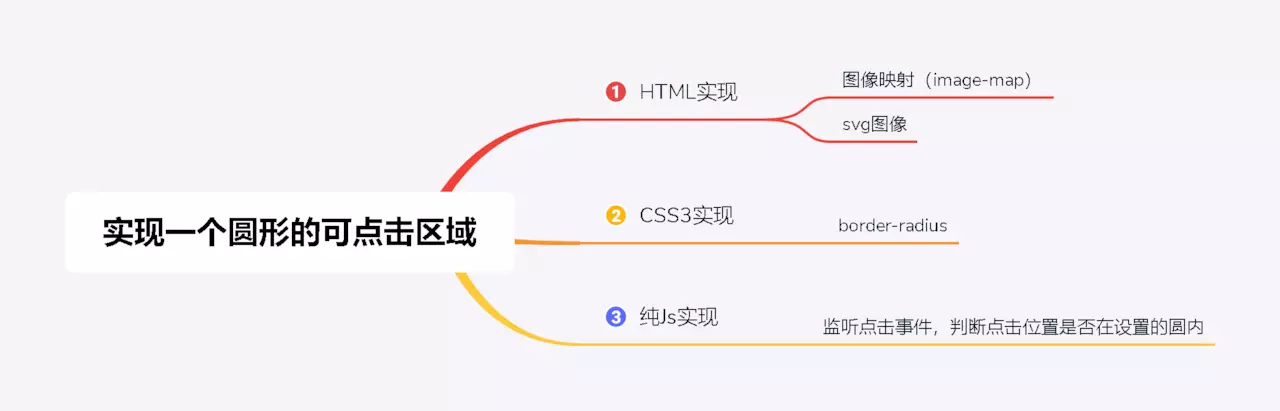 实现一个圆形的可点击区域
1 HTML实现
图像映射（image-map）
svg图像
2 CSS3实现
border-radius
3 纯Js实现
监听点击事件，判断点击位置是否在设置的圆内